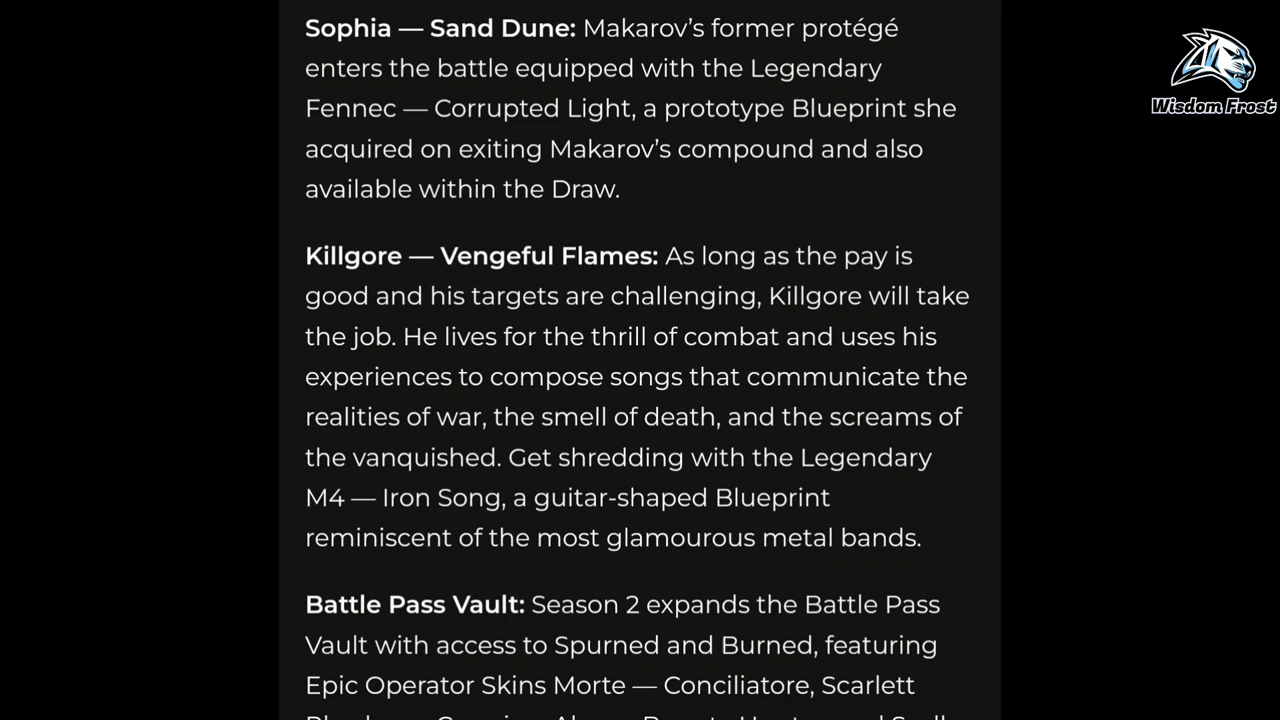 Sophia — Sand Dune: Makarov’s former protégé
enters the battle equipped with the Legendary
Fennec — Corrupted Light, a prototype Blueprint she
acquired on exiting Makarov’s compound and also
available within the Draw.
Killgore — Vengeful Flames: As long as the pay is
good and his targets are challenging, Killgore will take
the job. He lives for the thrill of combat and uses his
experiences to compose songs that communicate the
realities of war, the smell of death, and the screams of
the vanquished. Get shredding with the Legendary
M4 — Iron Song, a guitar-shaped Blueprint
reminiscent of the most glamourous metal bands.
Battle Pass Vault: Season 2 expands the Battle Pass
Vault with access to Spurned and Burned, featuring
Epic Operator Skins Morte — Conciliatore, Scarlett
Wisdom Frost